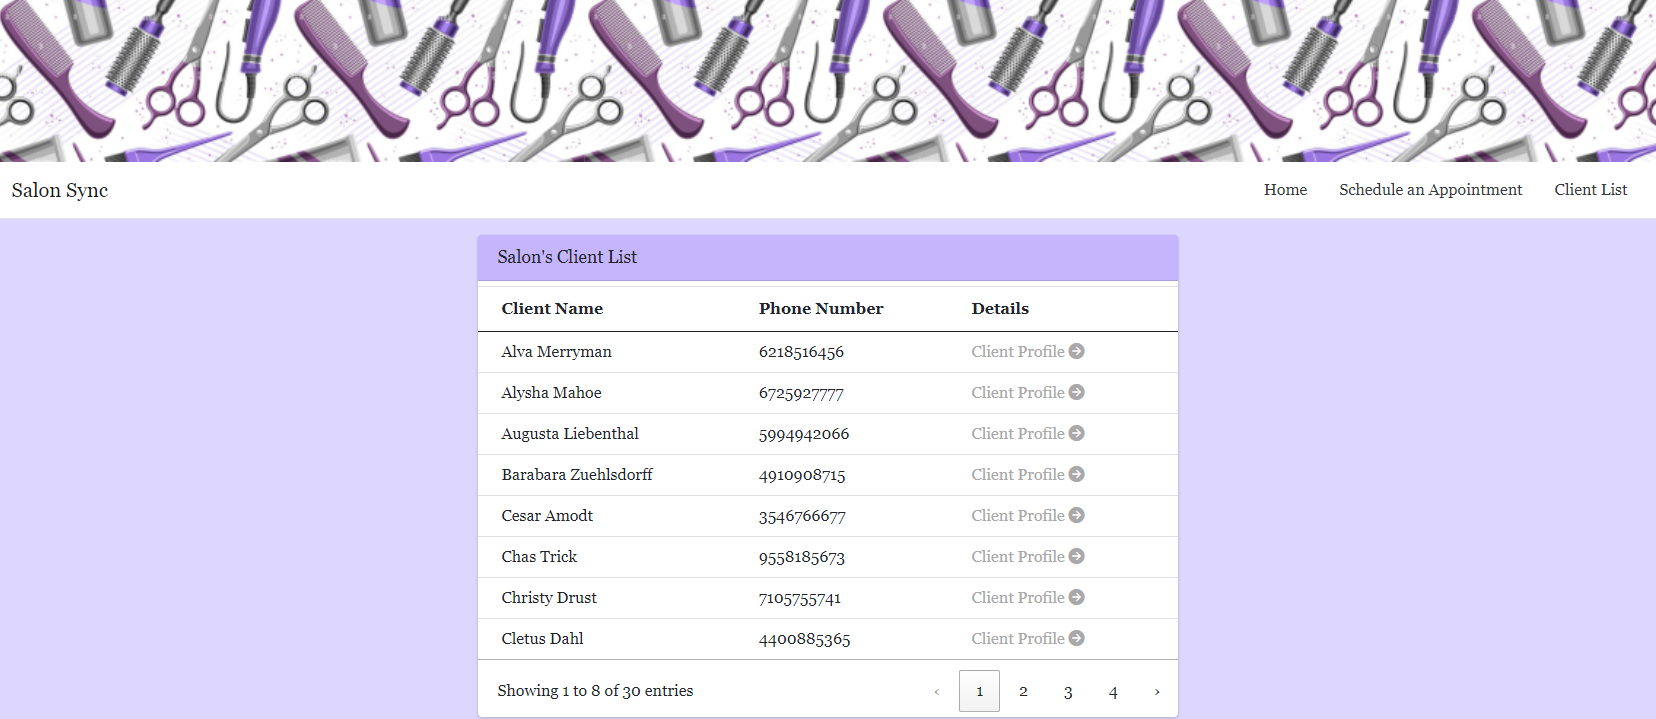 Salon Sync Home Schedule an Appointment Client List
Salon's Client List
Client Name Phone Number Details
Alva Merryman 6218516456 Client Profile
Alysha Mahoe 6725927777 Client Profile
Augusta Liebenthal 5994942066 Client Profile
Barabara Zuehlsdorff 4910908715 Client Profile
Cesar Amodt 3546766677 Client Profile
Chas Trick 9558185673 Client Profile
Christy Drust 7105755741 Client Profile
Cletus Dahl 4400885365 Client Profile
Showing 1 to 8 of 30 entries ‹ 1 2 3 4 ›